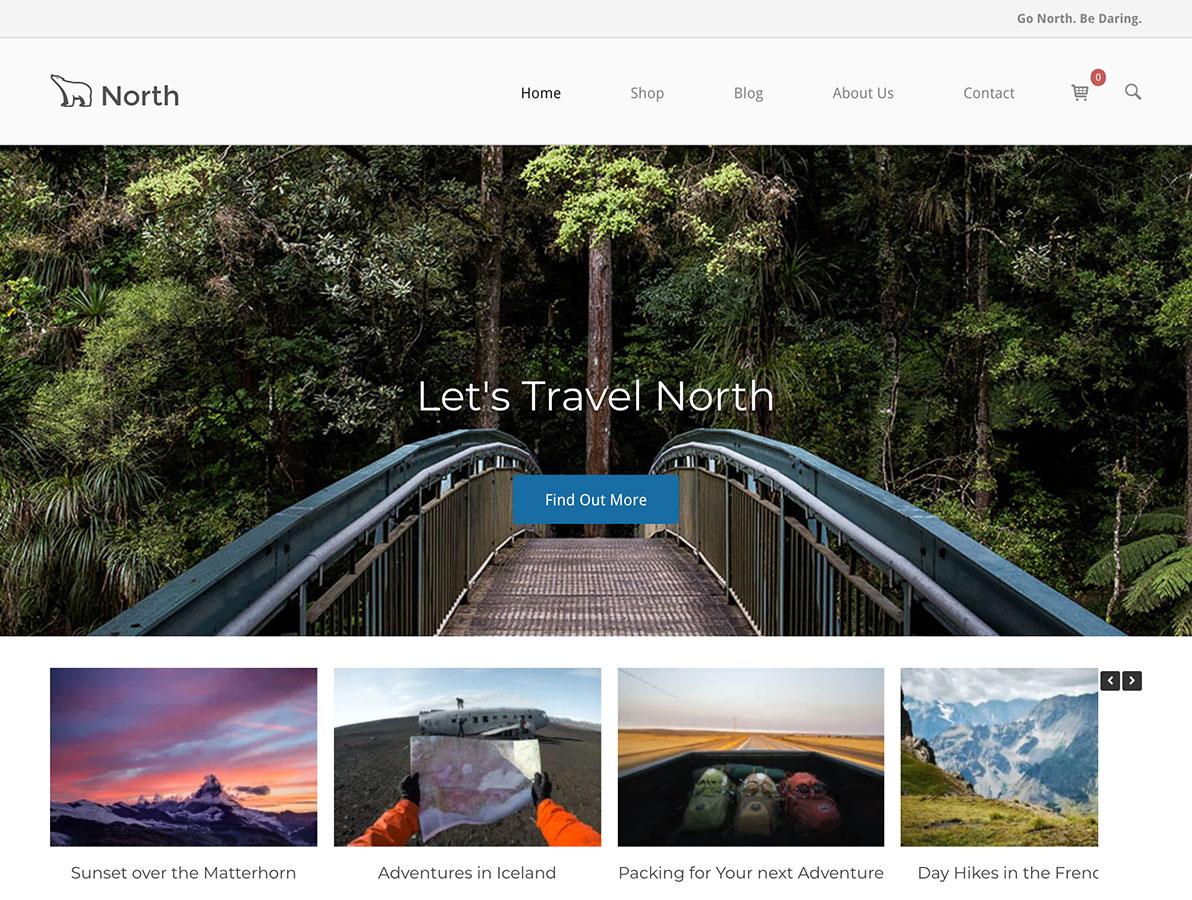 Go North. Be Daring.
North
Home
Shop
Blog
About Us
Contact
0
Let's Travel North
Find Out More
Sunset over the Matterhorn
Adventures in Iceland
Packing for Your next Adventure
Day Hikes in the Frenc